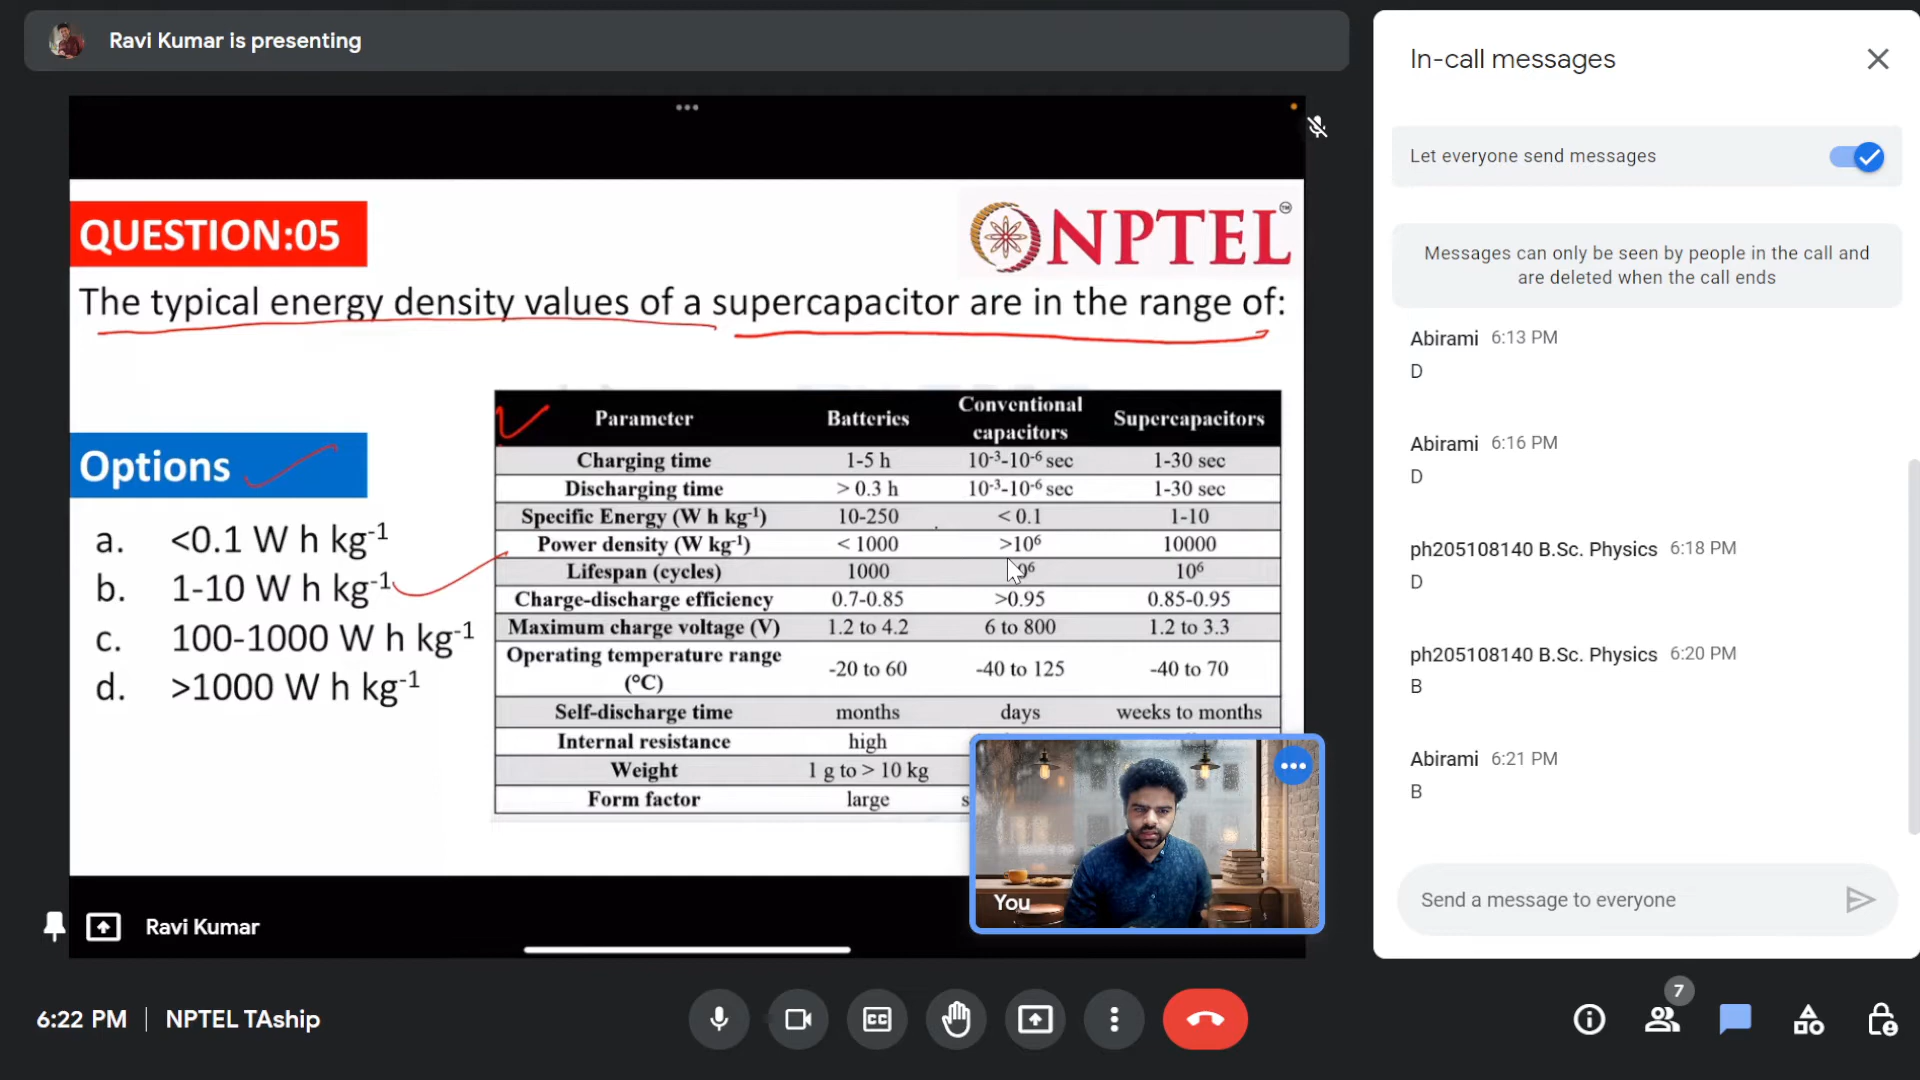 Ravi Kumar is presenting
QUESTION:05
NPTEL
TM
The typical energy density values of a supercapacitor are in the range of:
Options
a. <0.1 W h kg⁻¹
b. 1-10 W h kg⁻¹
c. 100-1000 W h kg⁻¹
d. >1000 W h kg⁻¹
Parameter Batteries Conventional capacitors Supercapacitors
Charging time 1-5 h 10⁻³-10⁻⁶ sec 1-30 sec
Discharging time > 0.3 h 10⁻³-10⁻⁶ sec 1-30 sec
Specific Energy (W h kg⁻¹) 10-250 < 0.1 1-10
Power density (W kg⁻¹) < 1000 >10⁶ 10000
Lifespan (cycles) 1000 10⁶
Charge-discharge efficiency 0.7-0.85 >0.95 0.85-0.95
Maximum charge voltage (V) 1.2 to 4.2 6 to 800 1.2 to 3.3
Operating temperature range (°C) -20 to 60 -40 to 125 -40 to 70
Self-discharge time months days weeks to months
Internal resistance high
Weight 1 g to > 10 kg
Form factor large
You
Ravi Kumar
6:22 PM | NPTEL TAship
CC
7
In-call messages
Let everyone send messages
Messages can only be seen by people in the call and
are deleted when the call ends
Abirami 6:13 PM
D
Abirami 6:16 PM
D
ph205108140 B.Sc. Physics 6:18 PM
D
ph205108140 B.Sc. Physics 6:20 PM
B
Abirami 6:21 PM
B
Send a message to everyone